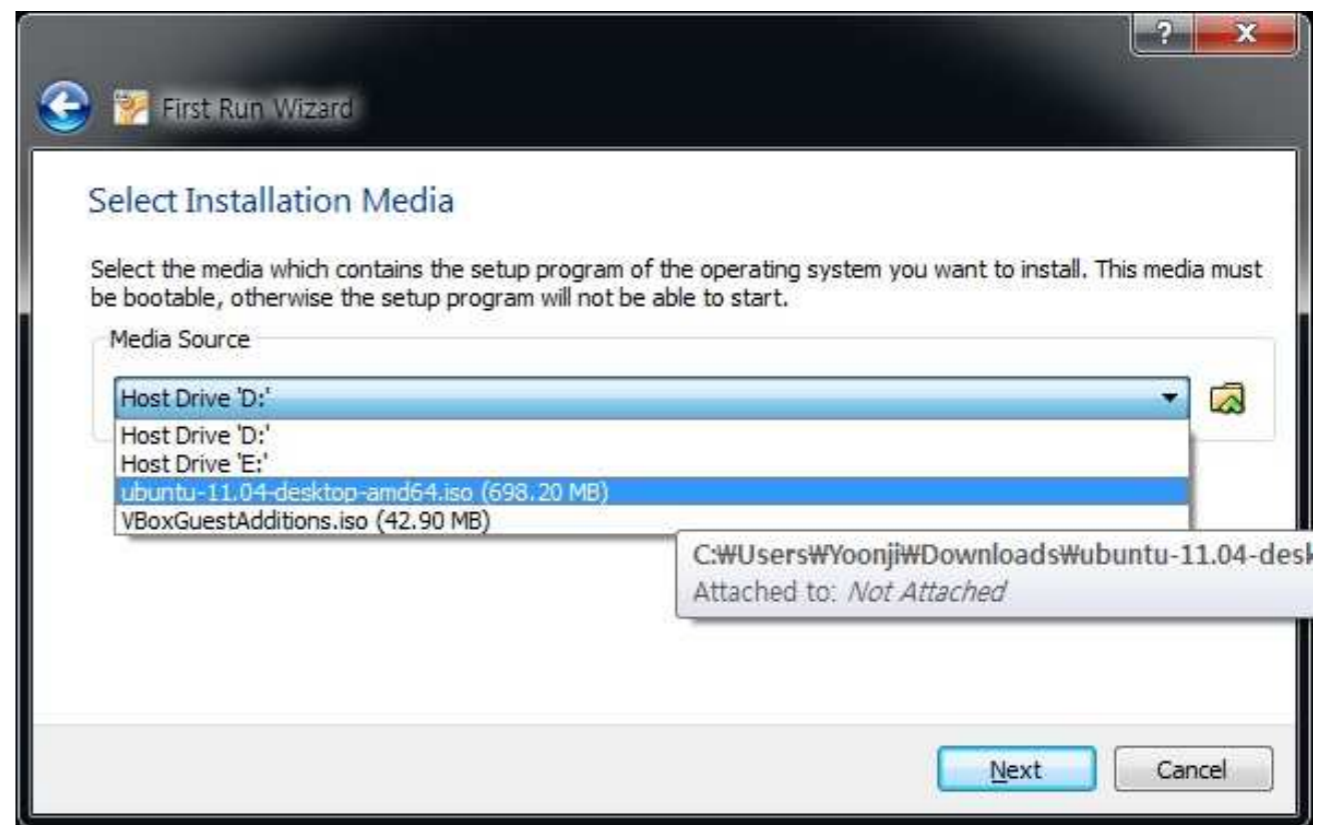 ?
X
First Run Wizard
Select Installation Media
Select the media which contains the setup program of the operating system you want to install. This media must
be bootable, otherwise the setup program will not be able to start.
Media Source
Host Drive 'D:'
Host Drive 'D:'
Host Drive 'E:'
ubuntu-11.04-desktop-amd64.iso (698.20 MB)
VBoxGuestAdditions.iso (42.90 MB)
C:₩Users₩Yoonji₩Downloads₩ubuntu-11.04-desk
Attached to: Not Attached
Next
Cancel